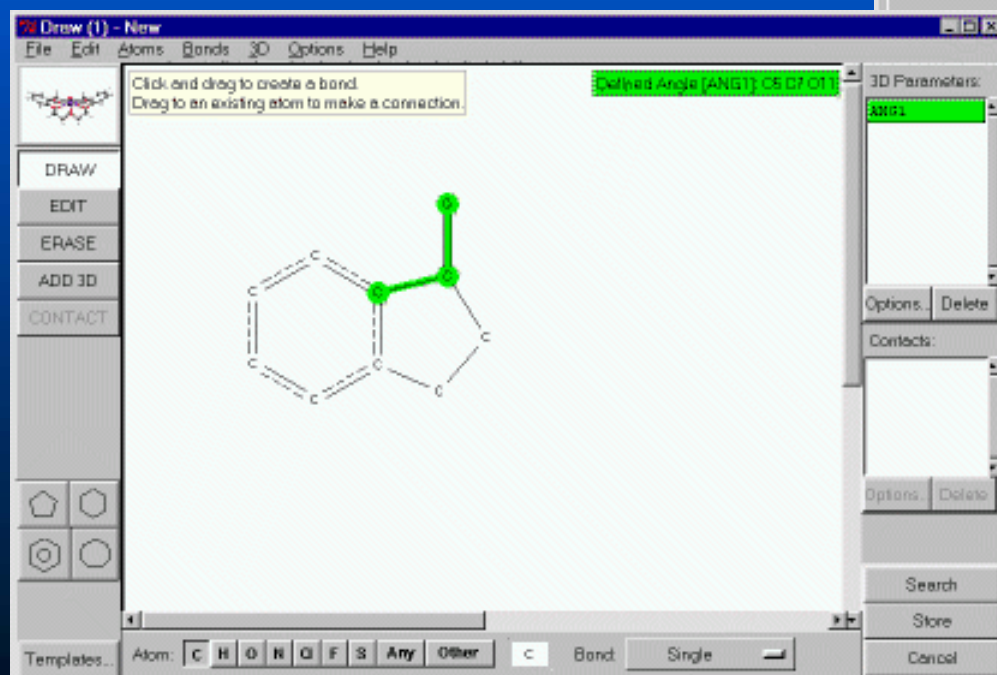 Draw (1) - New
File Edit Atoms Bonds 3D Options Help
Click and drag to create a bond.
Drag to an existing atom to make a connection.
Defined Angle [ANG1]: C5 C7 O11
3D Parameters:
ANG1
DRAW
EDIT
ERASE
ADD 3D
CONTACT
O
C
C
C
C
C
C
C
C
C
Options... Delete
Contacts:
Options... Delete
Search
Store
Cancel
Templates...
Atom: C H O N Cl F S Any Other C Bond: Single